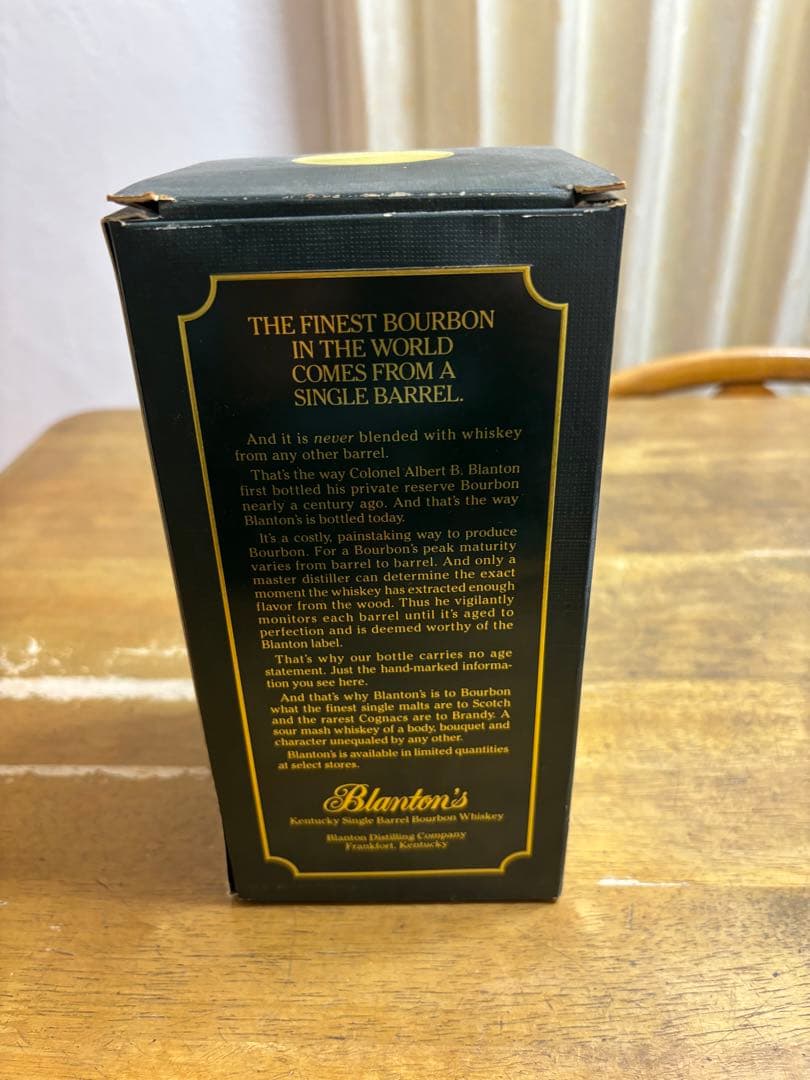 THE FINEST BOURBON
IN THE WORLD
COMES FROM A
SINGLE BARREL.
And it is never blended with whiskey
from any other barrel.
That's the way Colonel Albert B. Blanton
first bottled his private reserve Bourbon
nearly a century ago. And that's the way
Blanton's is bottled today.
It's a costly, painstaking way to produce
Bourbon. For a Bourbon's peak maturity
varies from barrel to barrel. And only a
master distiller can determine the exact
moment the whiskey has extracted enough
flavor from the wood. Thus he vigilantly
monitors each barrel until it's aged to
perfection and is deemed worthy of the
Blanton label.
That's why our bottle carries no age
statement. Just the hand-marked informa-
tion you see here.
And that's why Blanton's is to Bourbon
what the finest single malts are to Scotch
and the rarest Cognacs are to Brandy. A
sour mash whiskey of a body, bouquet and
character unequaled by any other.
Blanton's is available in limited quantities
at select stores.
Blanton's
Kentucky Single Barrel Bourbon Whiskey
Blanton Distilling Company
Frankfort, Kentucky